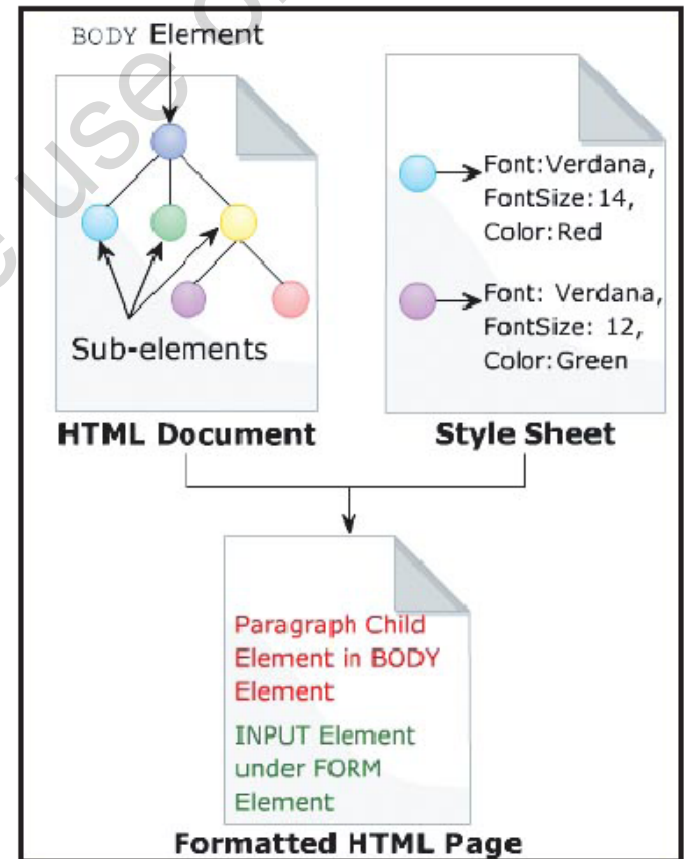 use o
BODY Element
Sub-elements
HTML Document
Font:Verdana,
FontSize:14,
Color:Red
Font: Verdana,
FontSize: 12,
Color:Green
Style Sheet
Paragraph Child
Element in BODY
Element
INPUT Element
under FORM
Element
Formatted HTML Page